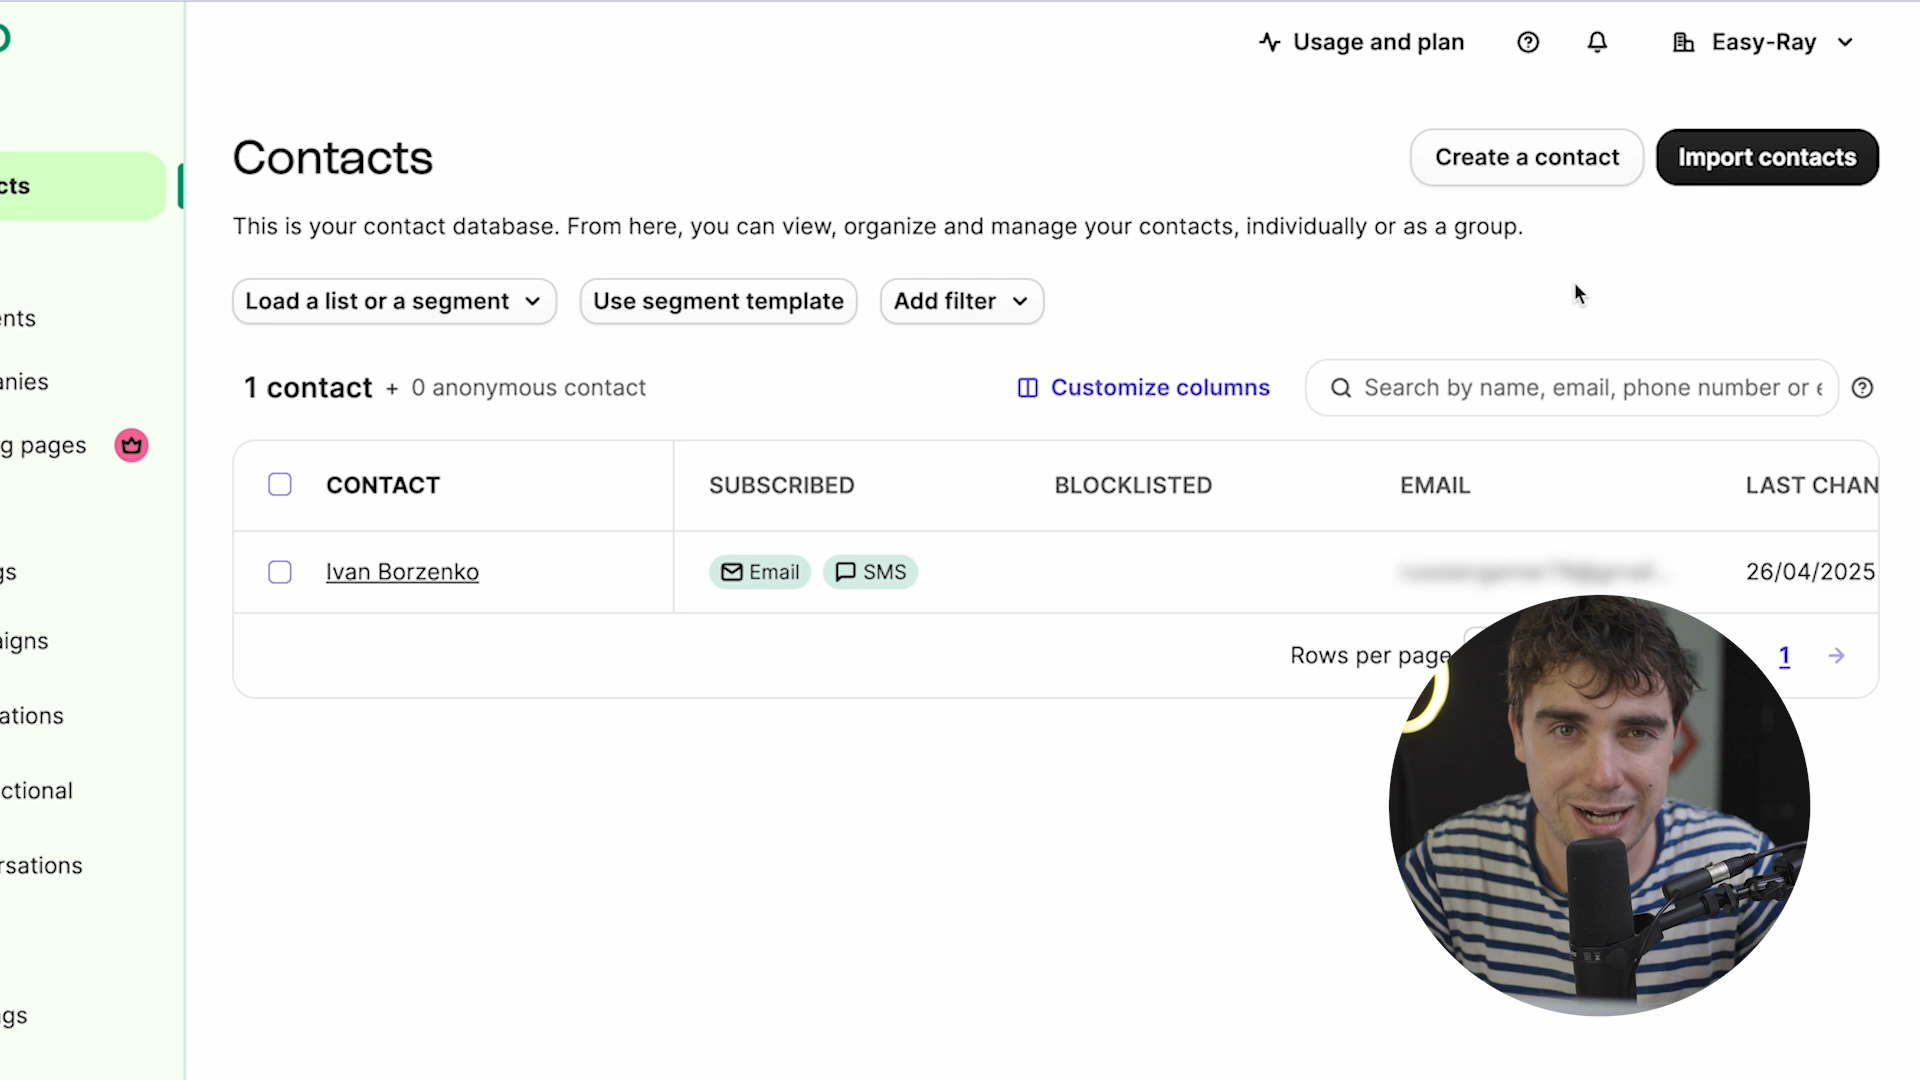 Usage and plan
Easy-Ray
Contacts
Create a contact
Import contacts
cts
This is your contact database. From here, you can view, organize and manage your contacts, individually or as a group.
Load a list or a segment
Use segment template
Add filter
ents
anies
g pages
1 contact + 0 anonymous contact
Customize columns
Search by name, email, phone number or e
CONTACT
SUBSCRIBED
BLOCKLISTED
EMAIL
LAST CHAN
Ivan Borzenko
Email
SMS
26/04/2025
gs
aigns
Rows per page
1
ations
ctional
rsations
gs